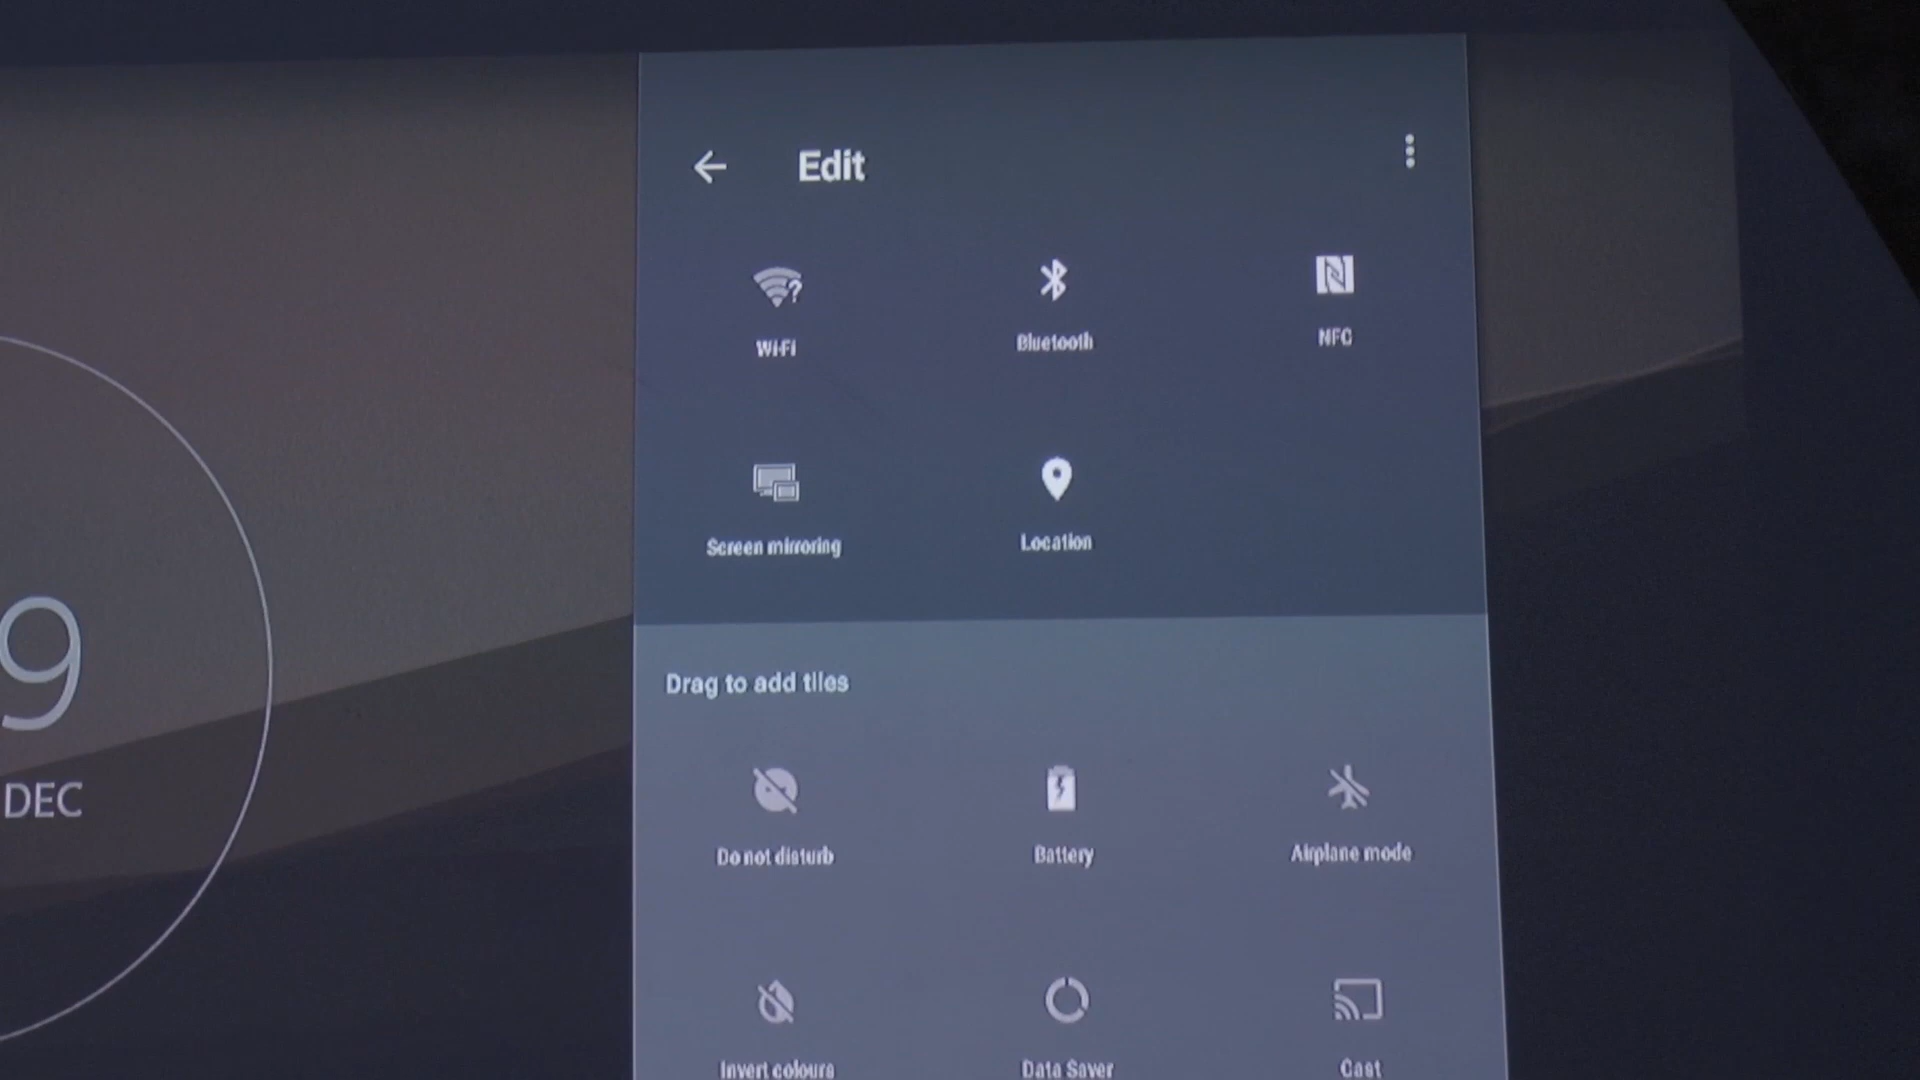 Edit
Wi-Fi
Bluetooth
NFC
Screen mirroring
Location
9
DEC
Drag to add tiles
Do not disturb
Battery
Airplane mode
Invert colours
Data Saver
Cast